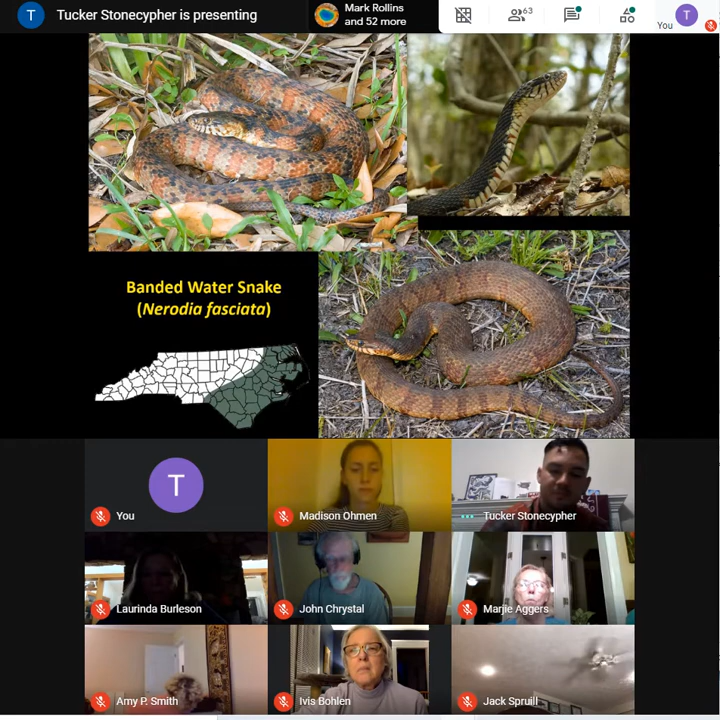 T
Tucker Stonecypher is presenting
Mark Rollins
and 52 more
63
You
T
Banded Water Snake
(Nerodia fasciata)
T
You
Madison Ohmen
Tucker Stonecypher
Laurinda Burleson
John Chrystal
Marjie Aggers
Amy P. Smith
Ivis Bohlen
Jack Spruill